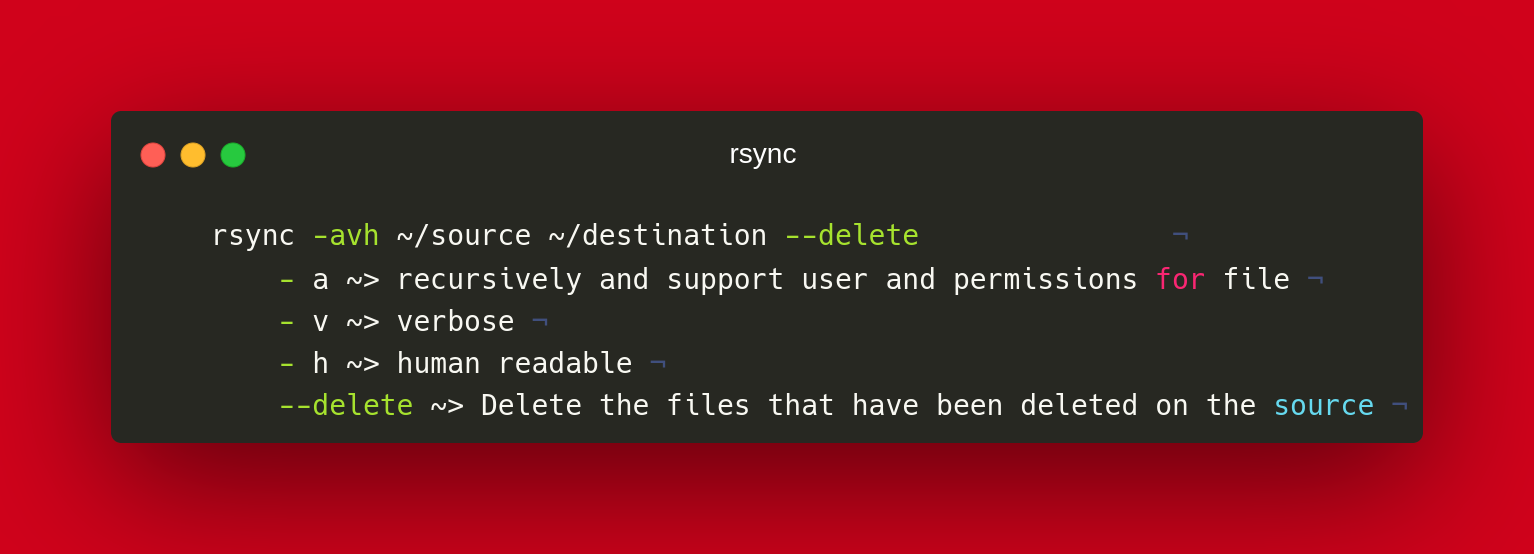 rsync
rsync -avh ~/source ~/destination --delete ¬
- a ~> recursively and support user and permissions for file ¬
- v ~> verbose ¬
- h ~> human readable ¬
--delete ~> Delete the files that have been deleted on the source ¬